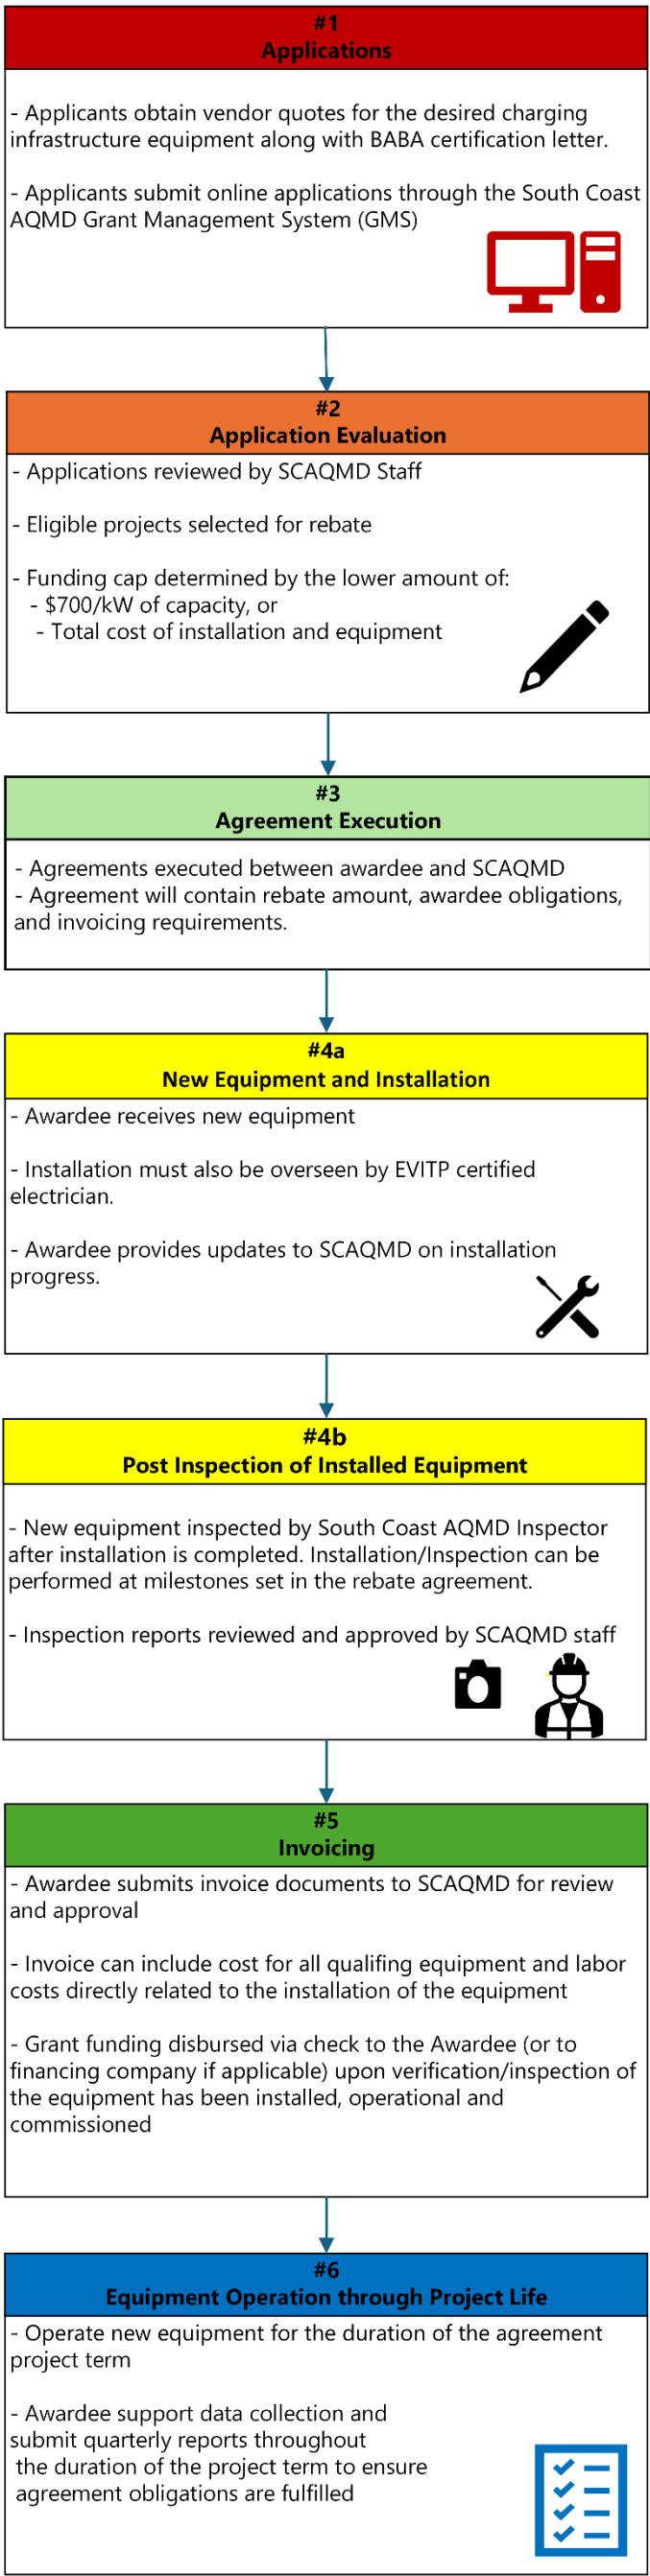 #1
Applications
- Applicants obtain vendor quotes for the desired charging
infrastructure equipment along with BABA certification letter.
- Applicants submit online applications through the South Coast
AQMD Grant Management System (GMS)
#2
Application Evaluation
- Applications reviewed by SCAQMD Staff
- Eligible projects selected for rebate
- Funding cap determined by the lower amount of:
- $700/kW of capacity, or
- Total cost of installation and equipment
#3
Agreement Execution
- Agreements executed between awardee and SCAQMD
- Agreement will contain rebate amount, awardee obligations,
and invoicing requirements.
#4a
New Equipment and Installation
- Awardee receives new equipment
- Installation must also be overseen by EVITP certified
electrician.
- Awardee provides updates to SCAQMD on installation
progress.
#4b
Post Inspection of Installed Equipment
- New equipment inspected by South Coast AQMD Inspector
after installation is completed. Installation/Inspection can be
performed at milestones set in the rebate agreement.
- Inspection reports reviewed and approved by SCAQMD staff
#5
Invoicing
- Awardee submits invoice documents to SCAQMD for review
and approval
- Invoice can include cost for all qualifing equipment and labor
costs directly related to the installation of the equipment
- Grant funding disbursed via check to the Awardee (or to
financing company if applicable) upon verification/inspection of
the equipment has been installed, operational and
commissioned
#6
Equipment Operation through Project Life
- Operate new equipment for the duration of the agreement
project term
- Awardee support data collection and
submit quarterly reports throughout
the duration of the project term to ensure
agreement obligations are fulfilled